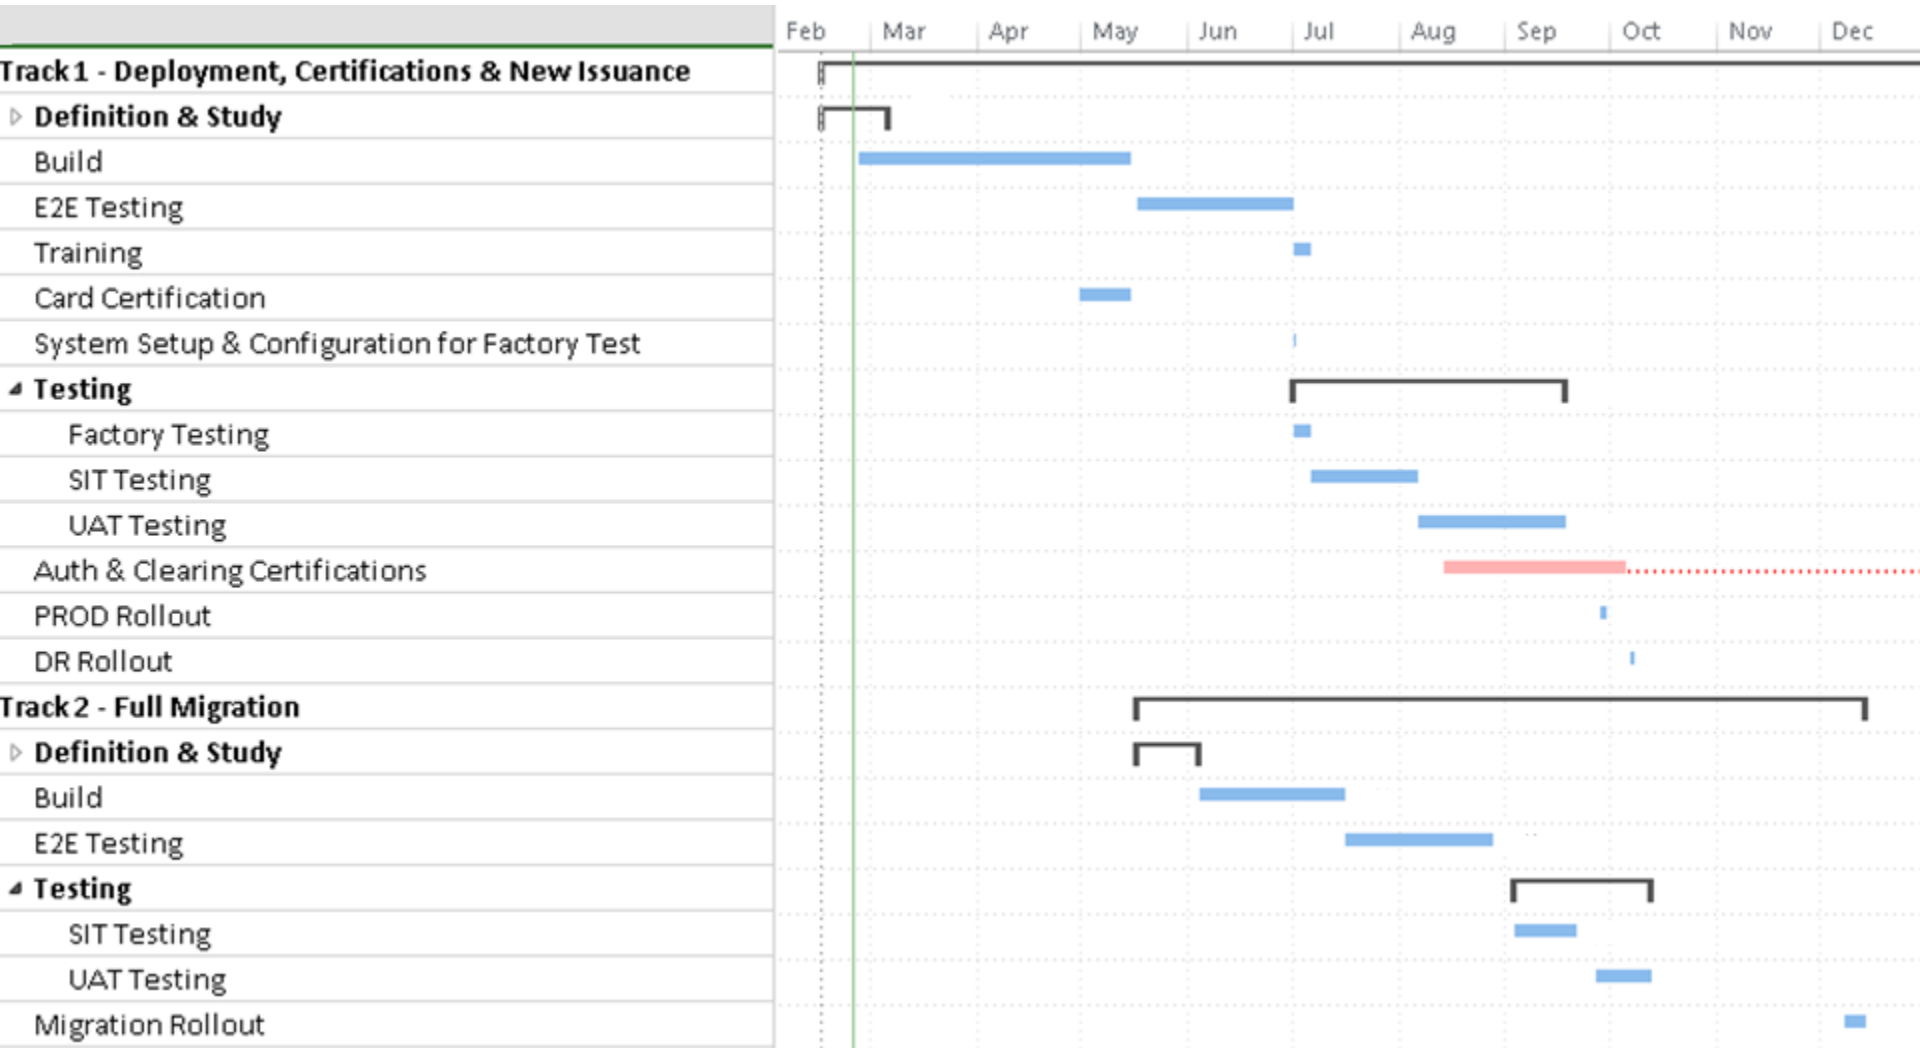 Feb Mar Apr May Jun Jul Aug Sep Oct Nov Dec
Track 1 - Deployment, Certifications & New Issuance
Definition & Study
Build
E2E Testing
Training
Card Certification
System Setup & Configuration for Factory Test
Testing
Factory Testing
SIT Testing
UAT Testing
Auth & Clearing Certifications
PROD Rollout
DR Rollout
Track 2 - Full Migration
Definition & Study
Build
E2E Testing
Testing
SIT Testing
UAT Testing
Migration Rollout